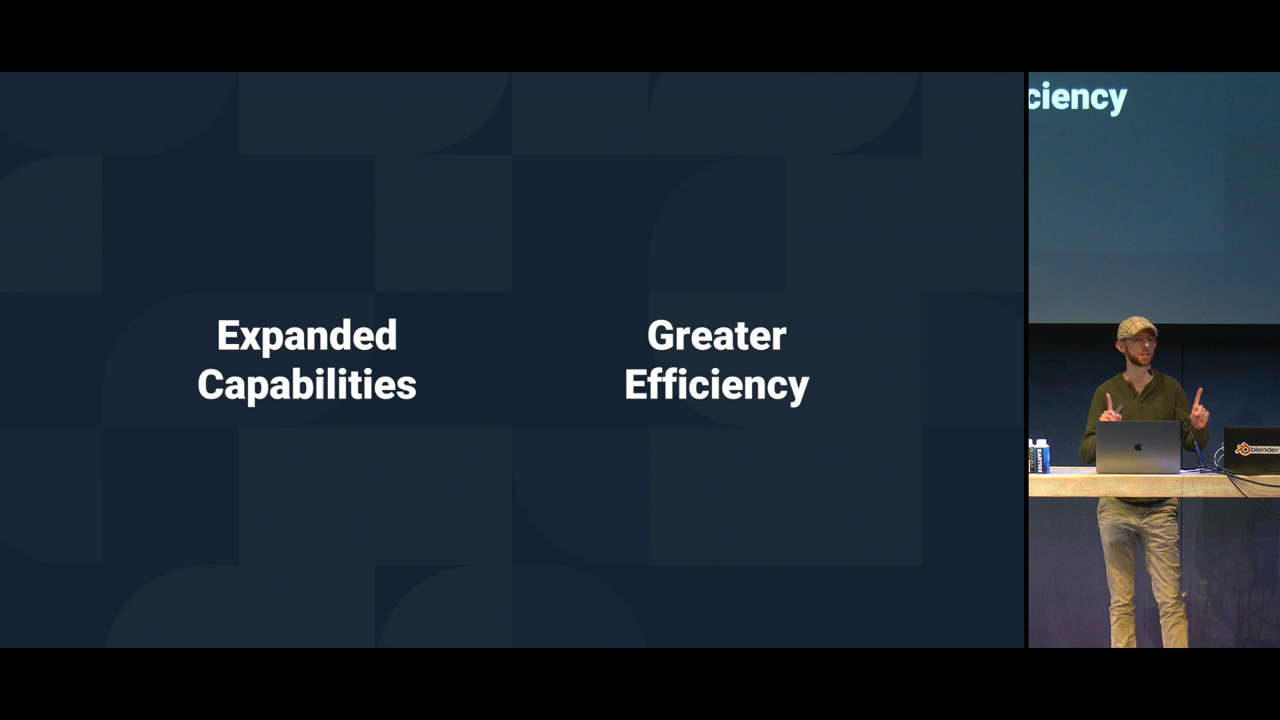 Expanded
Capabilities
Greater
Efficiency
ciency
blender